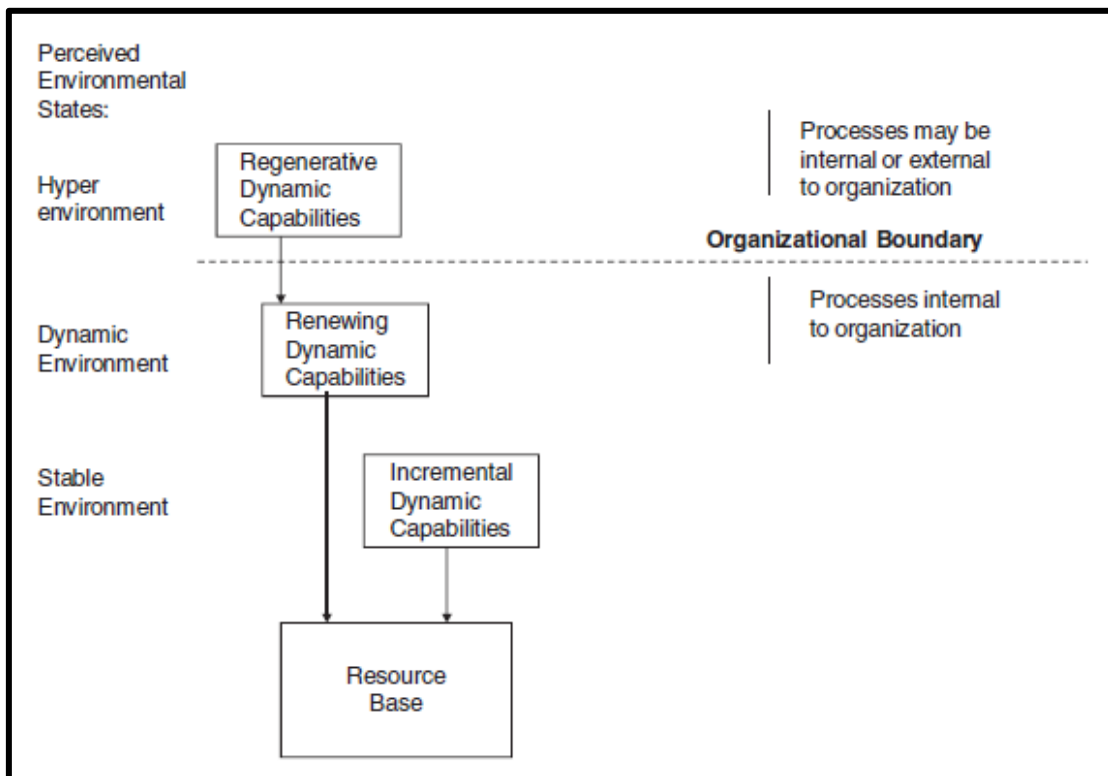 Perceived
Environmental
States:
Processes may be
internal or external
to organization
Regenerative
Dynamic
Capabilities
Hyper
environment
Organizational Boundary
Processes internal
to organization
Renewing
Dynamic
Capabilities
Dynamic
Environment
Incremental
Dynamic
Capabilities
Stable
Environment
Resource
Base